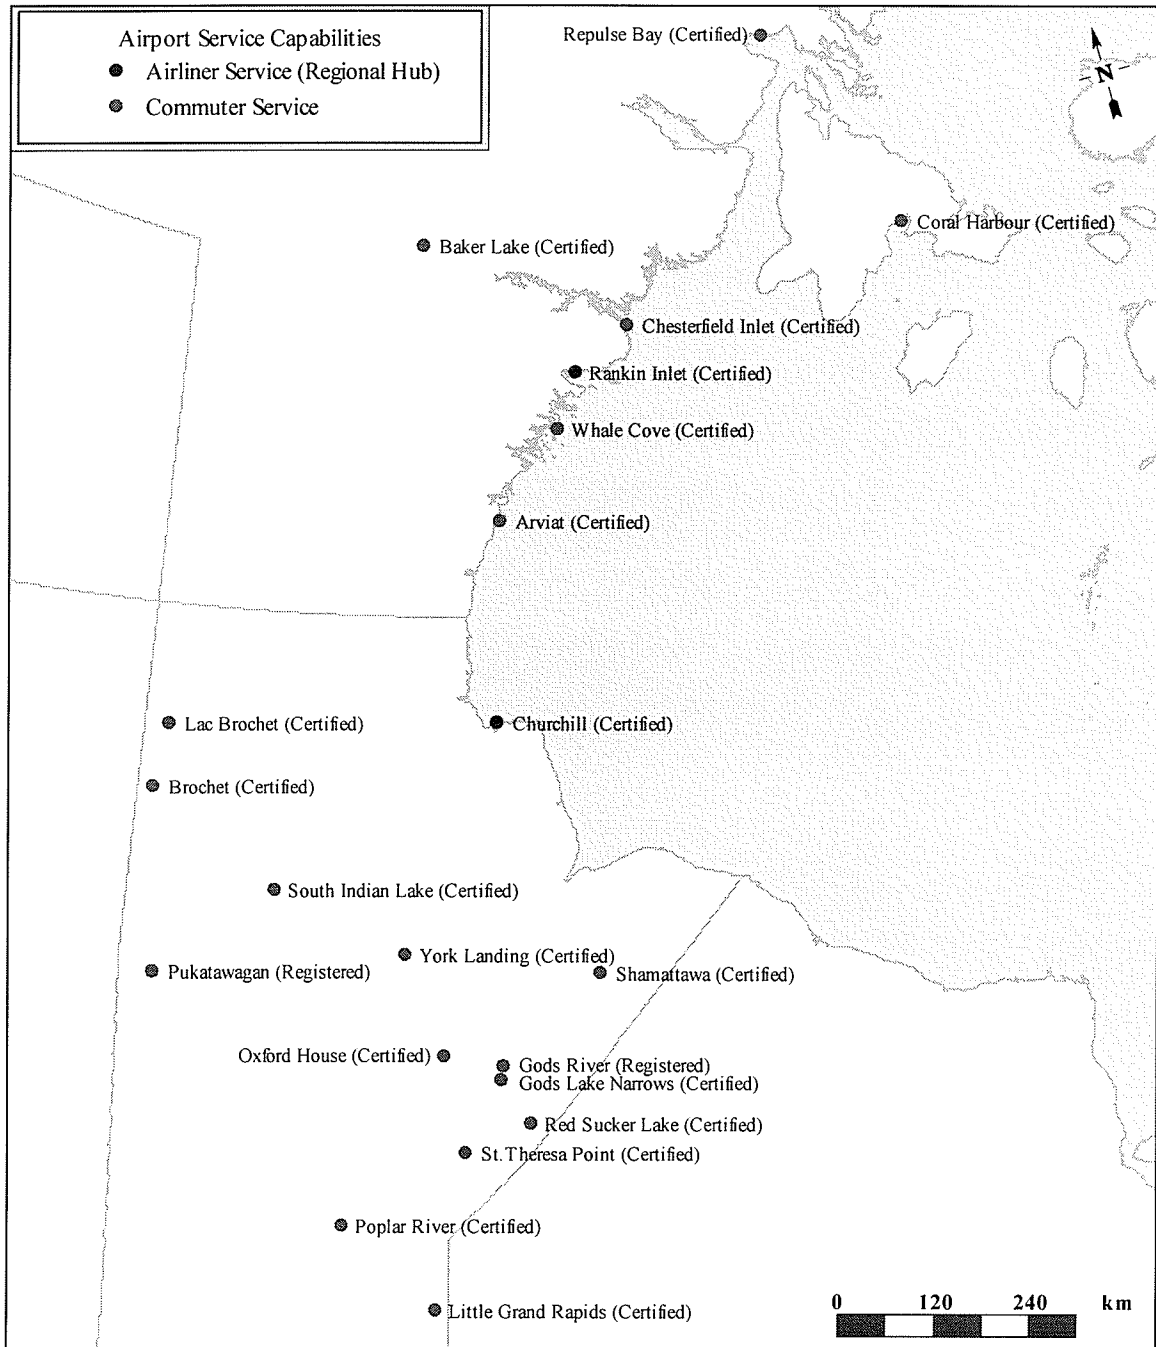 Airport Service Capabilities
Airliner Service (Regional Hub)
Commuter Service
Repulse Bay (Certified)
N
Coral Harbour (Certified)
Baker Lake (Certified)
Chesterfield Inlet (Certified)
Rankin Inlet (Certified)
Whale Cove (Certified)
Arviat (Certified)
Lac Brochet (Certified)
Churchill (Certified)
Brochet (Certified)
South Indian Lake (Certified)
York Landing (Certified)
Pukatawagan (Registered)
Shamattawa (Certified)
Oxford House (Certified)
Gods River (Registered)
Gods Lake Narrows (Certified)
Red Sucker Lake (Certified)
St. Theresa Point (Certified)
Poplar River (Certified)
Little Grand Rapids (Certified)
0 120 240 km